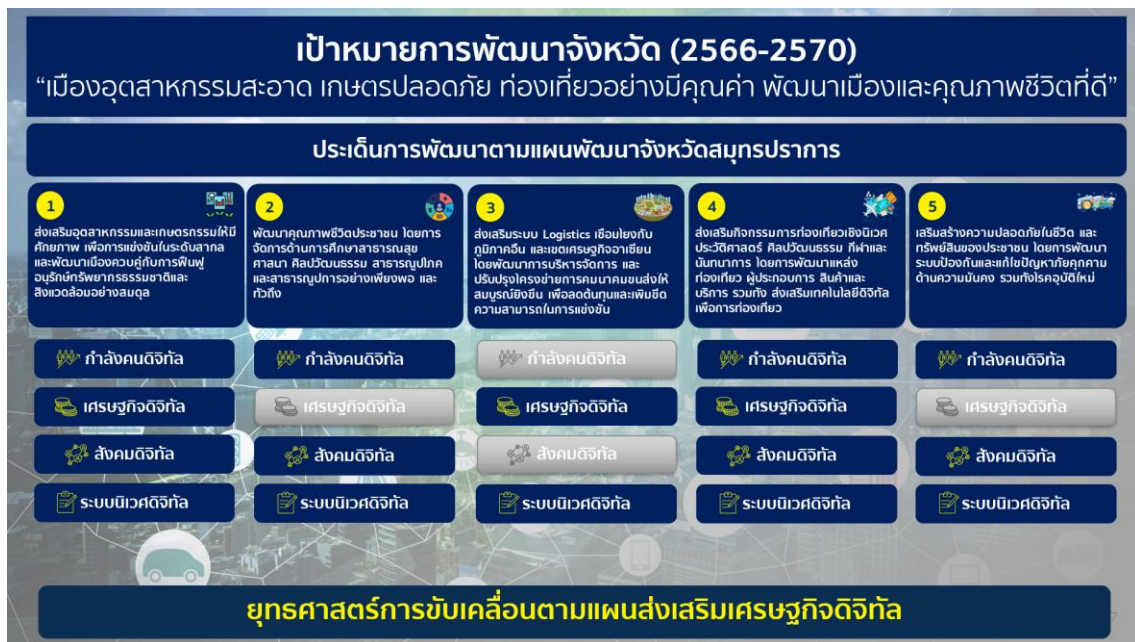 เป้าหมายการพัฒนาจังหวัด (2566-2570)
“เมืองอุตสาหกรรมสะอาด เกษตรปลอดภัย ท่องเที่ยวอย่างมีคุณค่า พัฒนาเมืองและคุณภาพชีวิตที่ดี”
ประเด็นการพัฒนาตามแผนพัฒนาจังหวัดสมุทรปราการ
1
ส่งเสริมอุตสาหกรรมและเกษตรกรรมให้มี
ศักยภาพ เพื่อการแข่งขันในระดับสากล
และพัฒนาเมืองควบคู่กับการฟื้นฟู
อนุรักษ์ทรัพยากรธรรมชาติและ
สิ่งแวดล้อมอย่างสมดุล
กำลังคนดิจิทัล
เศรษฐกิจดิจิทัล
สังคมดิจิทัล
ระบบนิเวศดิจิทัล
2
พัฒนาคุณภาพชีวิตประชาชน โดยการ
จัดการด้านการศึกษาสาธารณสุข
ศาสนา ศิลปวัฒนธรรม สาธารณูปโภค
และสาธารณูปการอย่างเพียงพอ และ
ทั่วถึง
กำลังคนดิจิทัล
เศรษฐกิจดิจิทัล
สังคมดิจิทัล
ระบบนิเวศดิจิทัล
3
ส่งเสริมระบบ Logistics เชื่อมโยงกับ
ภูมิภาคอื่น และเขตเศรษฐกิจอาเซียน
โดยพัฒนาการบริหารจัดการ และ
ปรับปรุงโครงข่ายการคมนาคมขนส่งให้
สมบูรณ์ยิ่งขึ้น เพื่อลดต้นทุนและเพิ่มขีด
ความสามารถในการแข่งขัน
กำลังคนดิจิทัล
เศรษฐกิจดิจิทัล
สังคมดิจิทัล
ระบบนิเวศดิจิทัล
4
ส่งเสริมกิจกรรมการท่องเที่ยวเชิงนิเวศ
ประวัติศาสตร์ ศิลปวัฒนธรรม กีฬาและ
นันทนาการ โดยการพัฒนาแหล่ง
ท่องเที่ยว ผู้ประกอบการ สินค้าและ
บริการ รวมทั้ง ส่งเสริมเทคโนโลยีดิจิทัล
เพื่อการท่องเที่ยว
กำลังคนดิจิทัล
เศรษฐกิจดิจิทัล
สังคมดิจิทัล
ระบบนิเวศดิจิทัล
5
เสริมสร้างความปลอดภัยในชีวิต และ
ทรัพย์สินของประชาชน โดยการพัฒนา
ระบบป้องกันและแก้ไขปัญหาภัยคุกคาม
ด้านความมั่นคง รวมทั้งโรคอุบัติใหม่
กำลังคนดิจิทัล
เศรษฐกิจดิจิทัล
สังคมดิจิทัล
ระบบนิเวศดิจิทัล
ยุทธศาสตร์การขับเคลื่อนตามแผนส่งเสริมเศรษฐกิจดิจิทัล